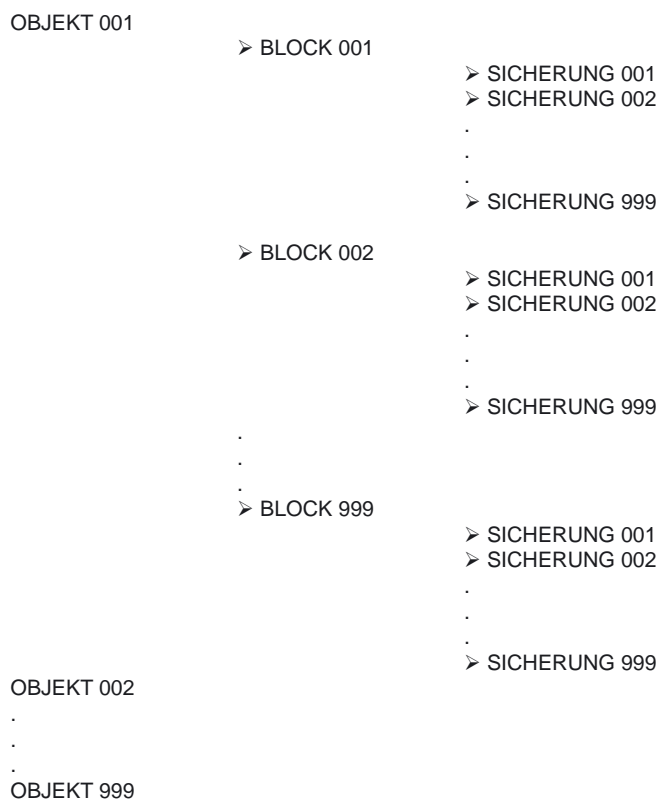 OBJEKT 001
➢ BLOCK 001
➢ SICHERUNG 001
➢ SICHERUNG 002
.
.
.
➢ SICHERUNG 999
➢ BLOCK 002
➢ SICHERUNG 001
➢ SICHERUNG 002
.
.
.
➢ SICHERUNG 999
.
.
.
➢ BLOCK 999
➢ SICHERUNG 001
➢ SICHERUNG 002
.
.
.
➢ SICHERUNG 999
OBJEKT 002
.
.
.
OBJEKT 999